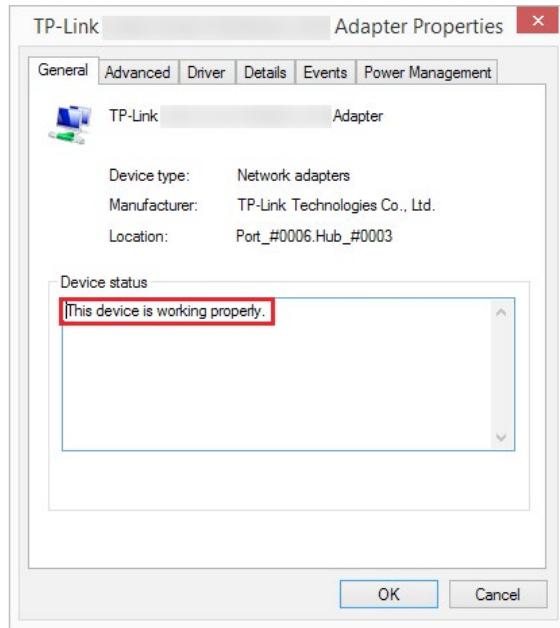 TP-Link Adapter Properties
General Advanced Driver Details Events Power Management
TP-Link Adapter
Device type: Network adapters
Manufacturer: TP-Link Technologies Co., Ltd.
Location: Port_#0006.Hub_#0003
Device status
This device is working properly.
OK Cancel